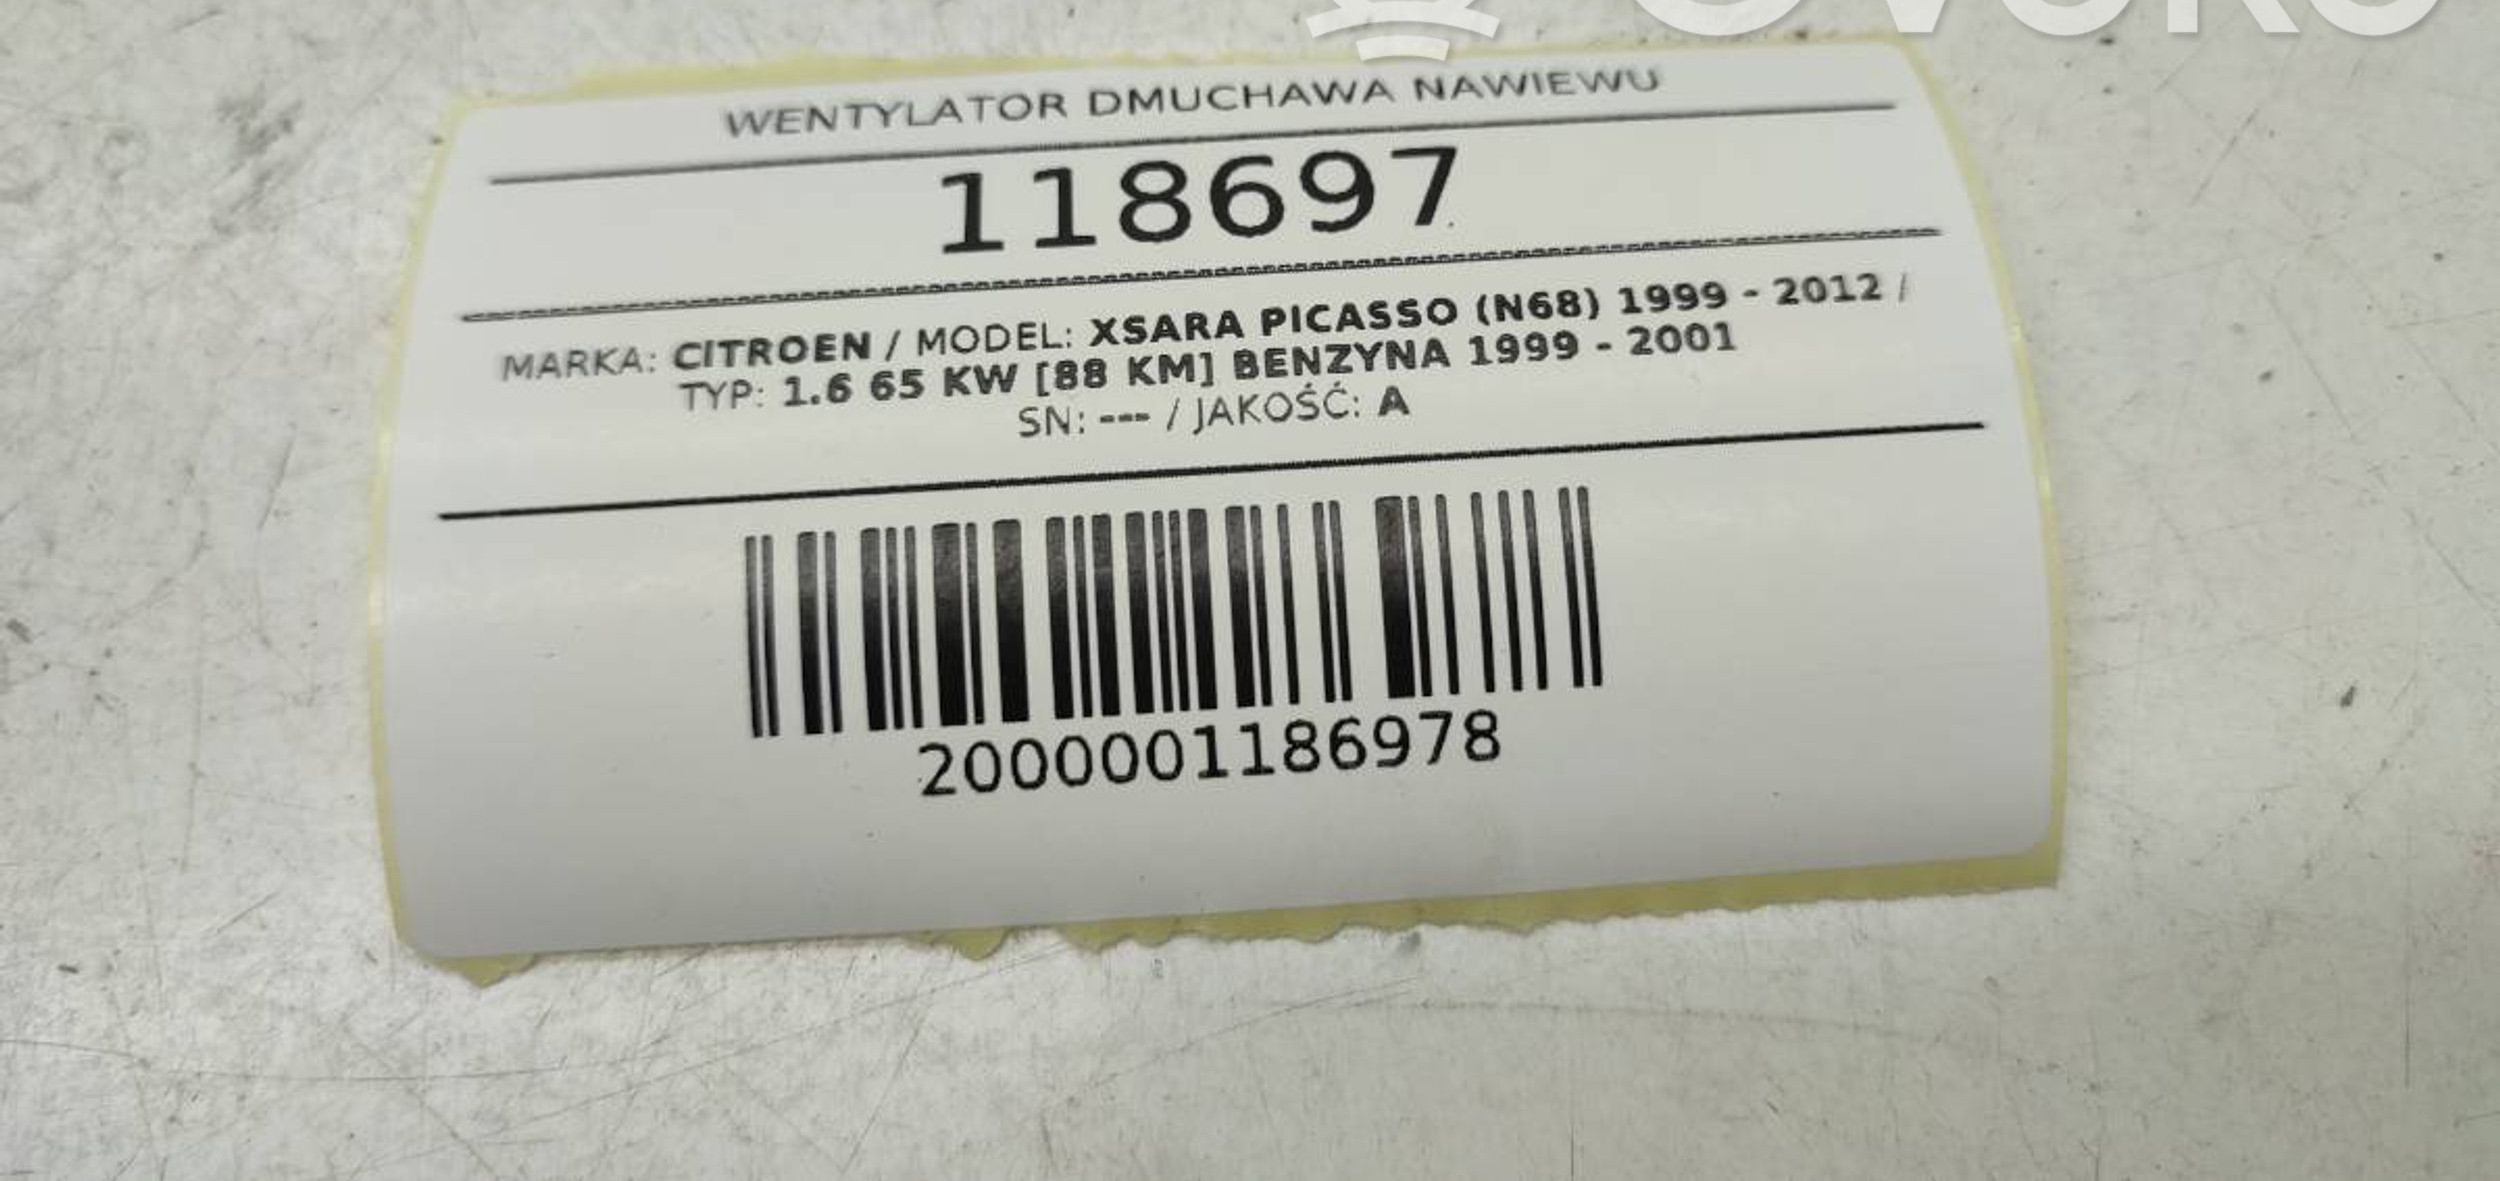 WENTYLATOR DMUCHAWA NAWIEWU
118697
MARKA: CITROEN / MODEL: XSARA PICASSO (N68) 1999 - 2012 /
TYP: 1.6 65 KW [88 KM] BENZYNA 1999 - 2001
SN: --- / JAKOŚĆ: A
2000001186978